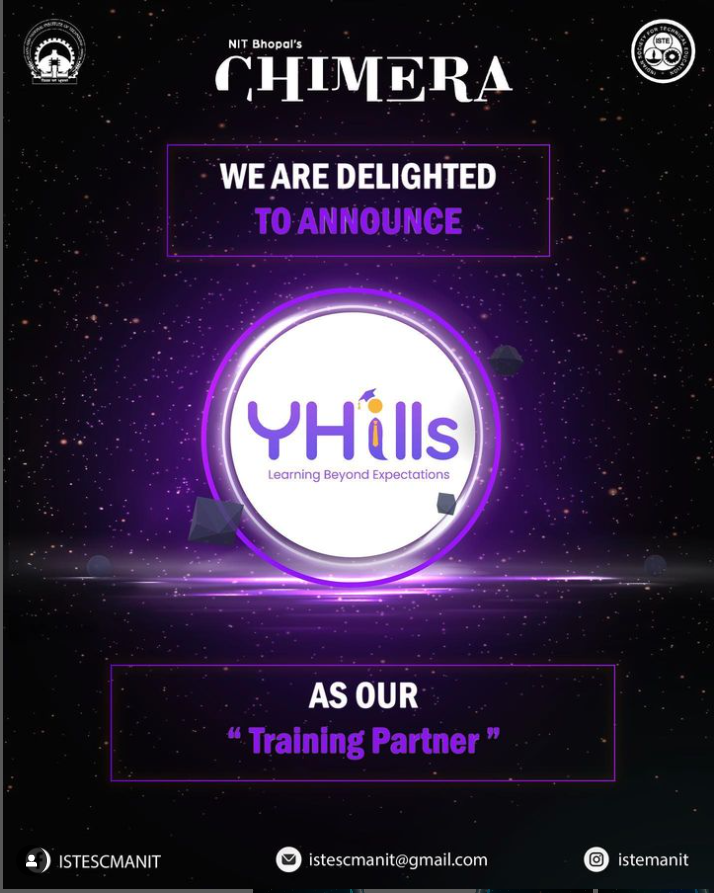 NIT Bhopal's
CHIMERA
ISTE
WE ARE DELIGHTED
TO ANNOUNCE
YHills
Learning Beyond Expectations
AS OUR
“ Training Partner ”
ISTESCMANIT
istescmanit@gmail.com
istemanit